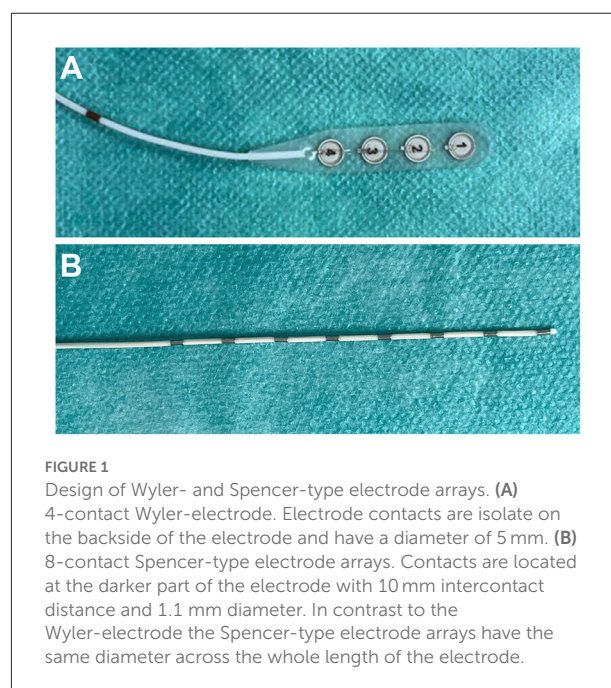 A
4 3 2 1
B
FIGURE 1
Design of Wyler- and Spencer-type electrode arrays. (A)
4-contact Wyler-electrode. Electrode contacts are isolate on
the backside of the electrode and have a diameter of 5 mm. (B)
8-contact Spencer-type electrode arrays. Contacts are located
at the darker part of the electrode with 10 mm intercontact
distance and 1.1 mm diameter. In contrast to the
Wyler-electrode the Spencer-type electrode arrays have the
same diameter across the whole length of the electrode.